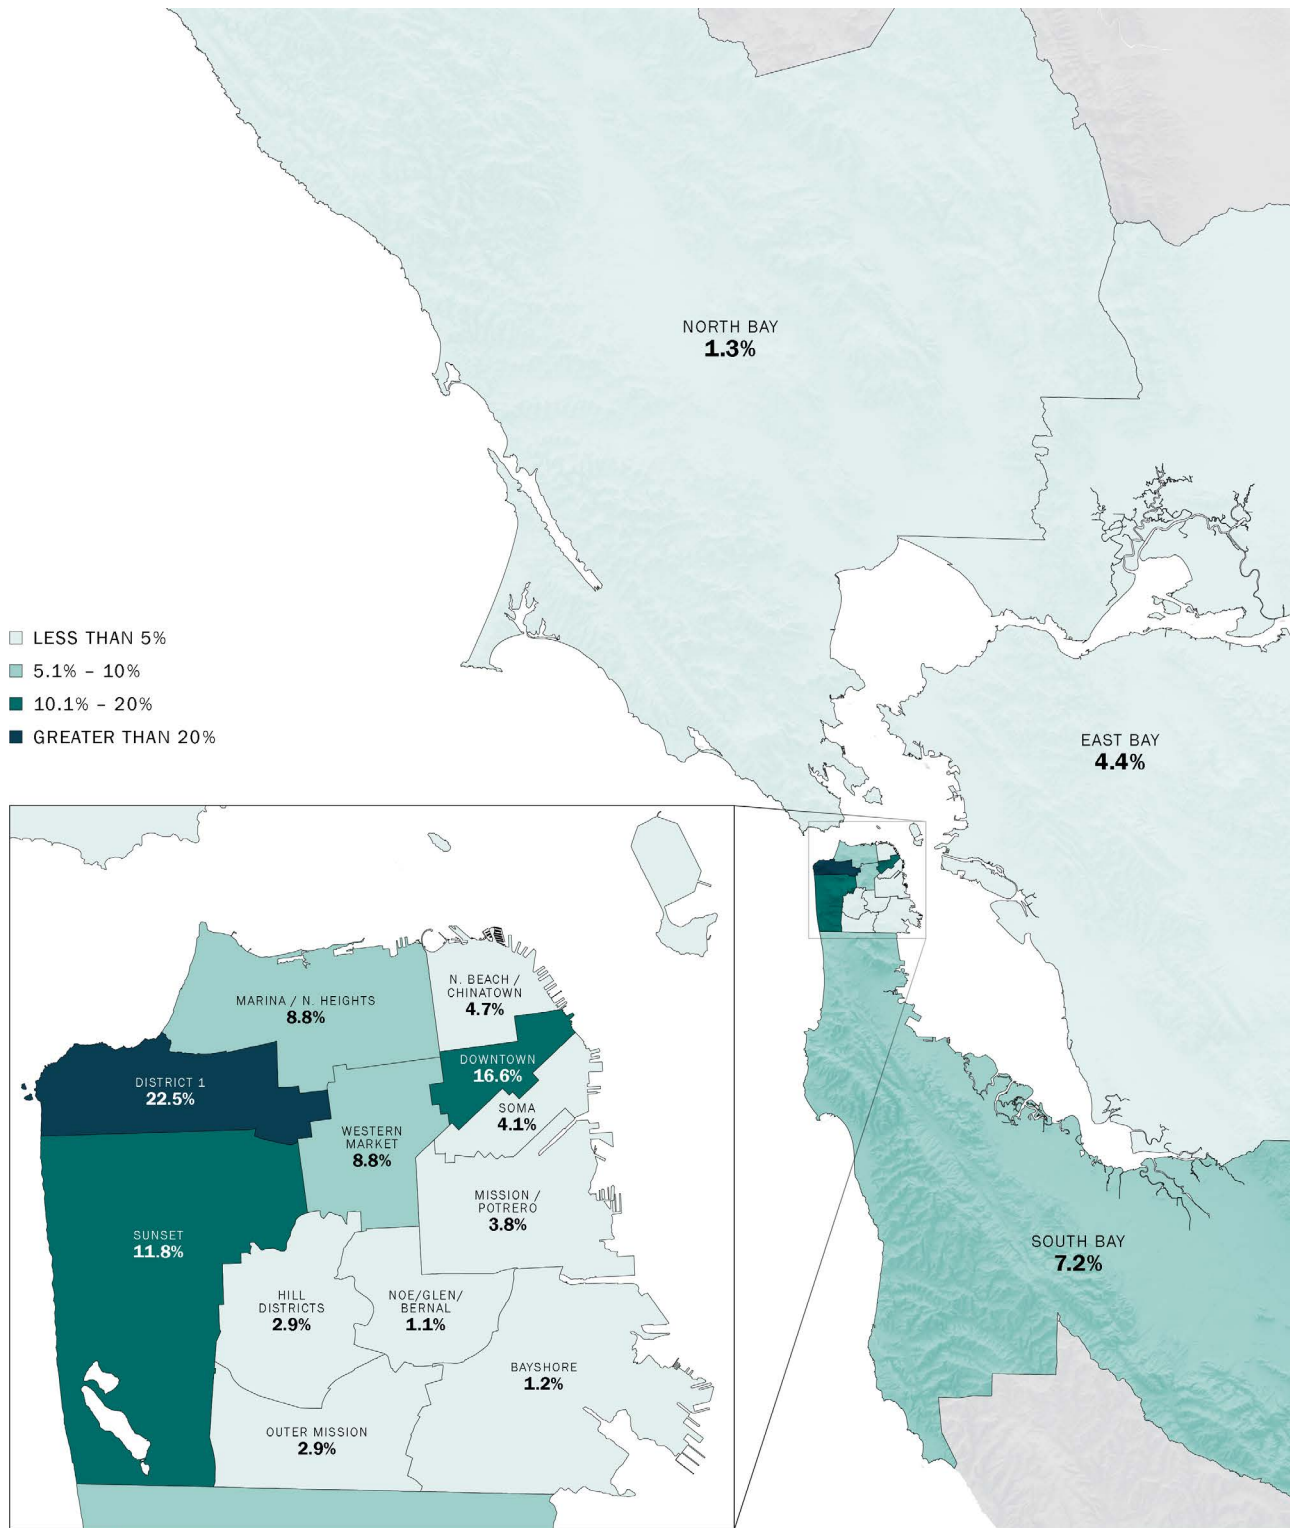 NORTH BAY
1.3%
LESS THAN 5%
5.1% – 10%
10.1% – 20%
GREATER THAN 20%
EAST BAY
4.4%
MARINA / N. HEIGHTS
8.8%
N. BEACH /
CHINATOWN
4.7%
DISTRICT 1
22.5%
DOWNTOWN
16.6%
SOMA
4.1%
WESTERN
MARKET
8.8%
MISSION /
POTRERO
3.8%
SUNSET
11.8%
HILL
DISTRICTS
2.9%
NOE/GLEN/
BERNAL
1.1%
BAYSHORE
1.2%
OUTER MISSION
2.9%
SOUTH BAY
7.2%